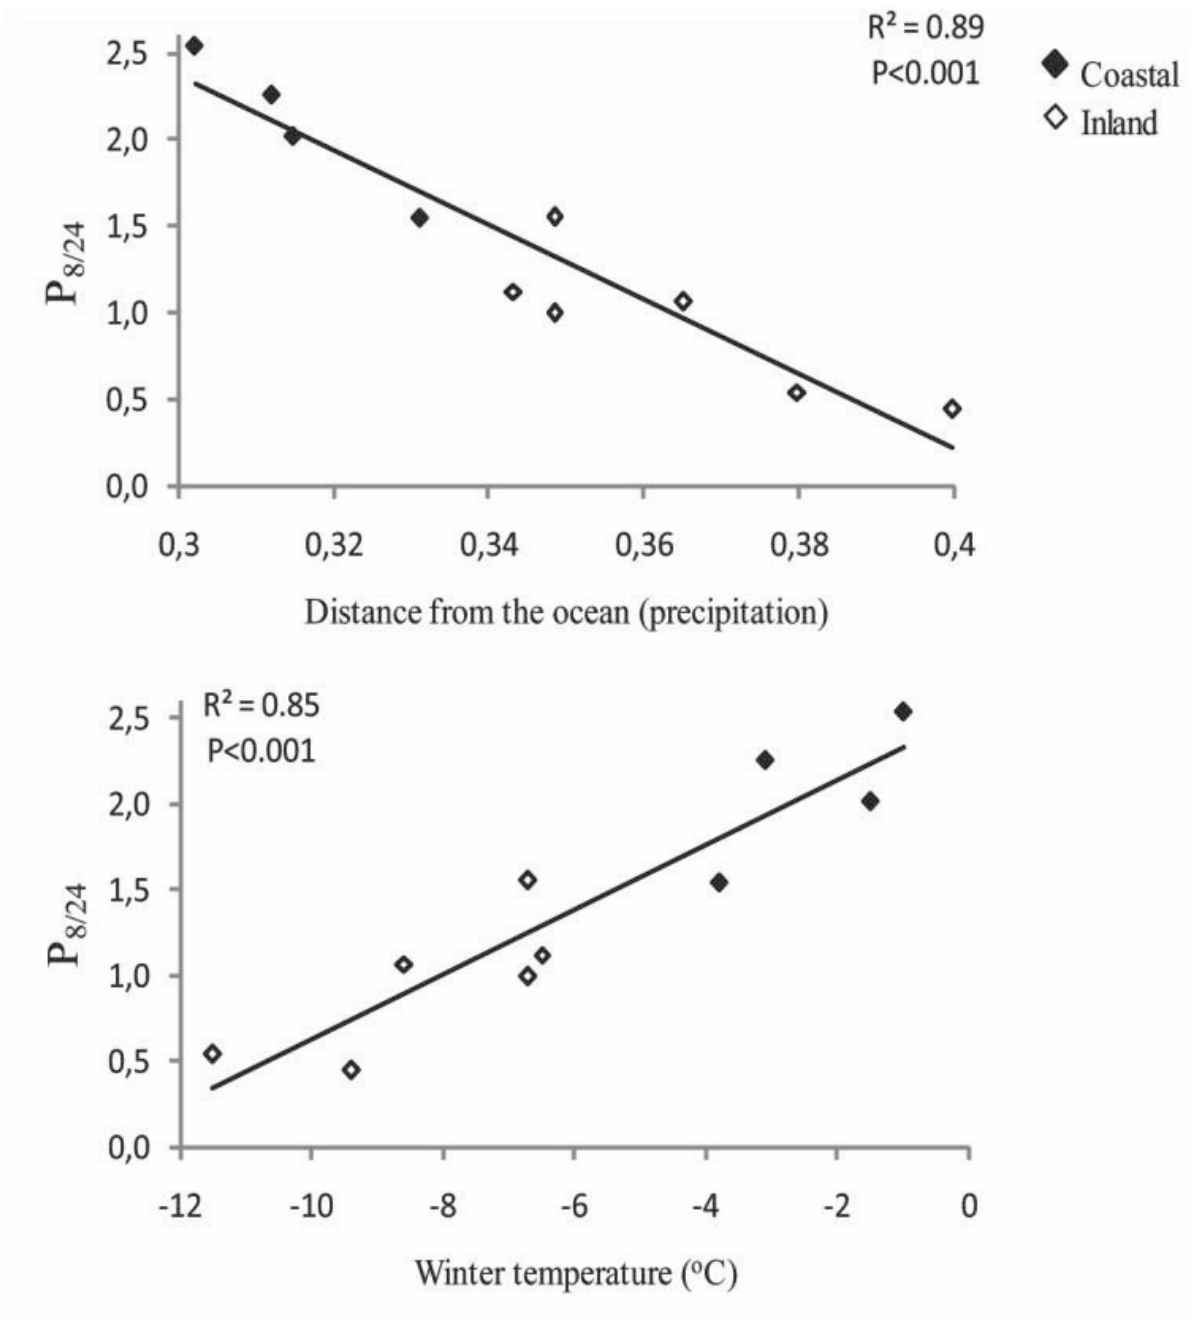 R² = 0.89
P<0.001
Coastal
Inland
2,5
2,0
1,5
1,0
0,5
0,0
P8/24
0,3 0,32 0,34 0,36 0,38 0,4
Distance from the ocean (precipitation)
R² = 0.85
P<0.001
2,5
2,0
1,5
1,0
0,5
0,0
P8/24
-12 -10 -8 -6 -4 -2 0
Winter temperature (ºC)